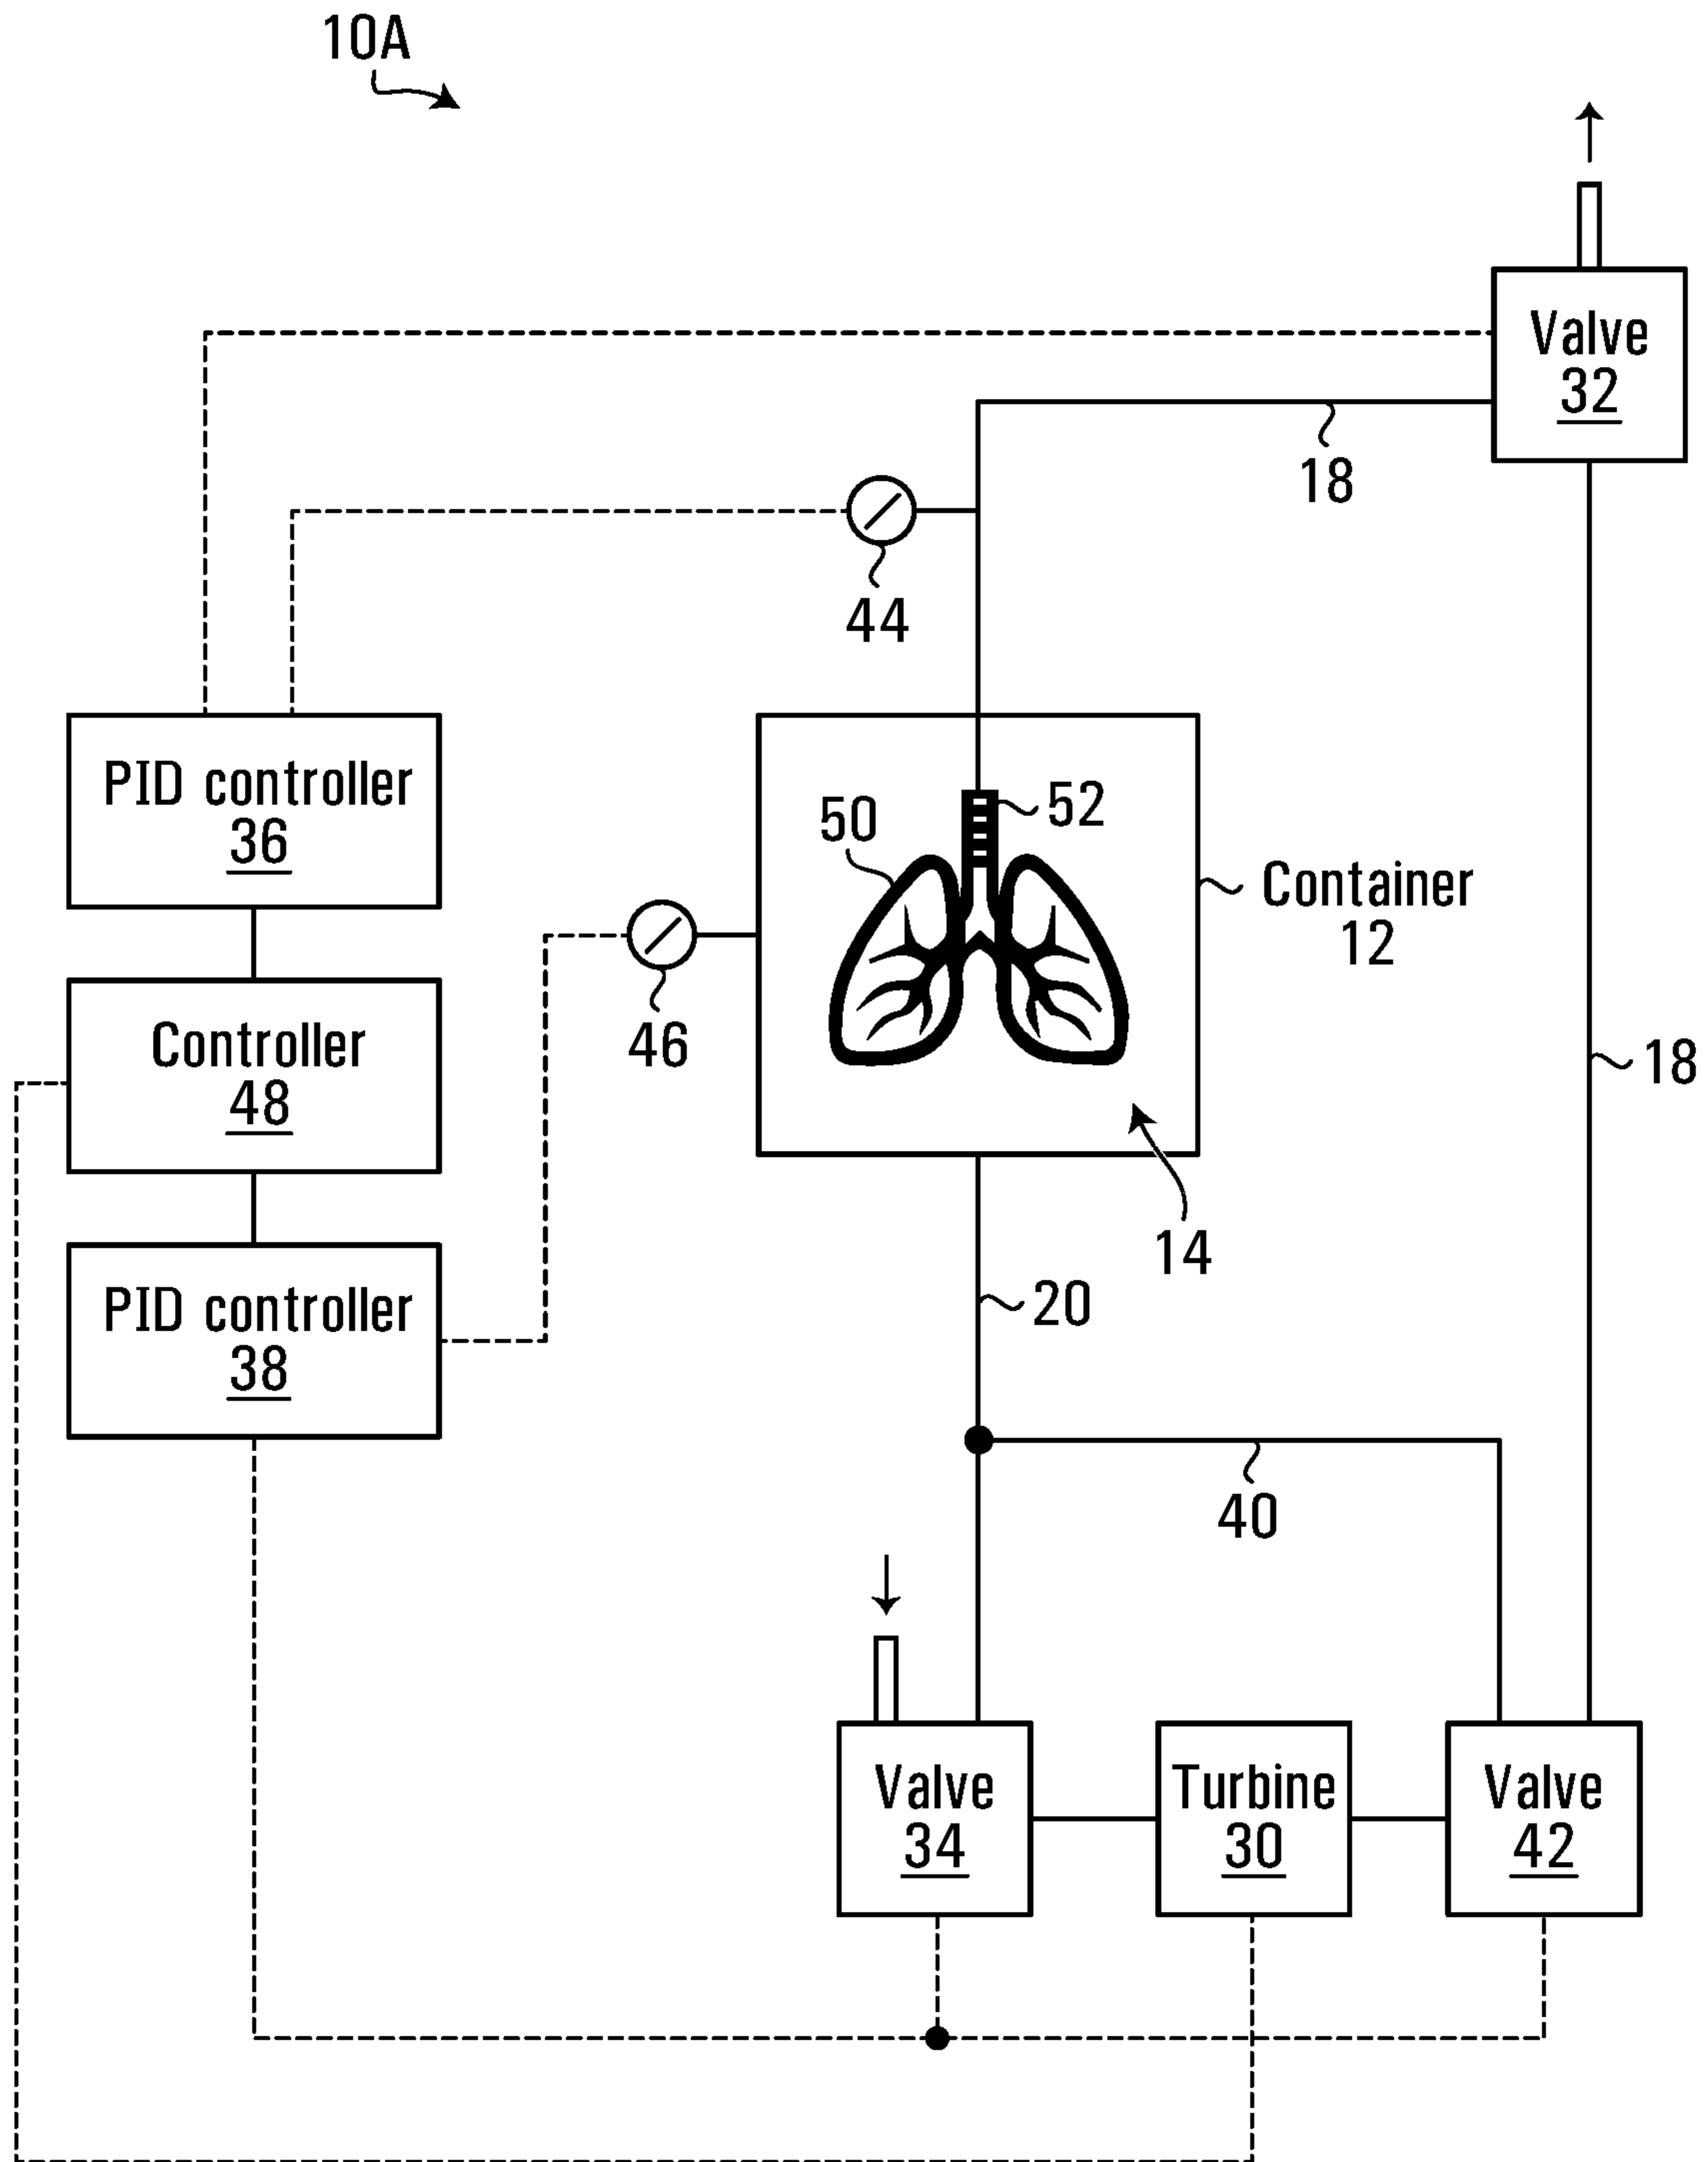 10A
Valve
32
18
44
PID controller
36
50
52
Container
12
46
Controller
48
18
14
PID controller
38
20
40
Valve
34
Turbine
30
Valve
42